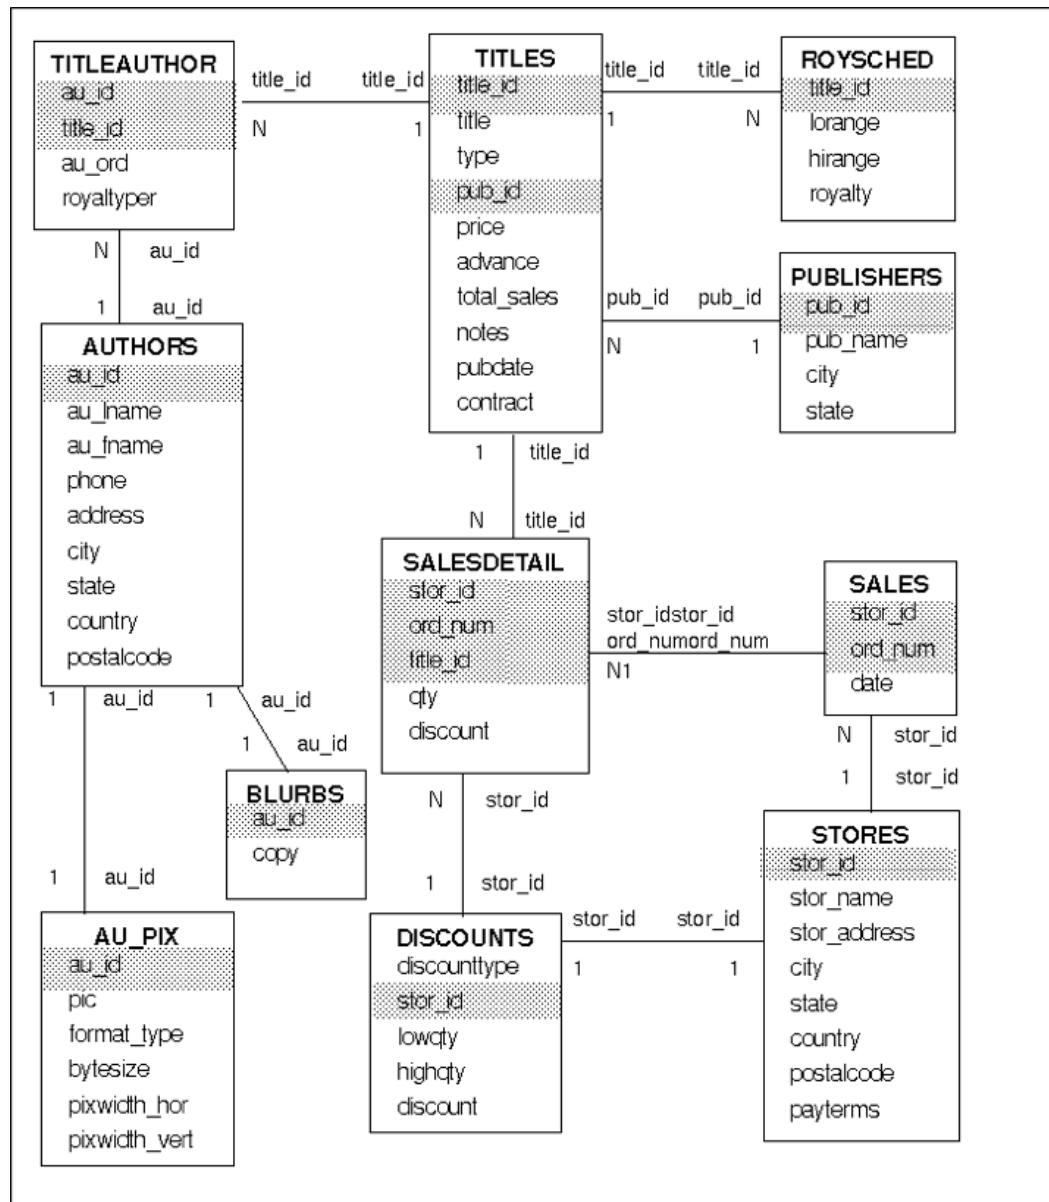 TITLEAUTHOR
au_id
title_id
au_ord
royaltyper
title_id title_id
N 1
TITLES
title_id
title
type
pub_id
price
advance
total_sales
notes
pubdate
contract
title_id title_id
1 N
ROYSCHED
title_id
lorange
hirange
royalty
pub_id pub_id
N 1
PUBLISHERS
pub_id
pub_name
city
state
N au_id
1 au_id
AUTHORS
au_id
au_lname
au_fname
phone
address
city
state
country
postalcode
1 title_id
N title_id
SALESDETAIL
stor_id
ord_num
title_id
qty
discount
stor_idstor_id
ord_numord_num
N1
SALES
stor_id
ord_num
date
1 au_id
1 au_id
1 au_id
1 au_id
BLURBS
au_id
copy
N stor_id
1 stor_id
N stor_id
1 stor_id
AU_PIX
au_id
pic
format_type
bytesize
pixwidth_hor
pixwidth_vert
DISCOUNTS
discounttype
stor_id
lowqty
highqty
discount
stor_id stor_id
1 1
STORES
stor_id
stor_name
stor_address
city
state
country
postalcode
payterms